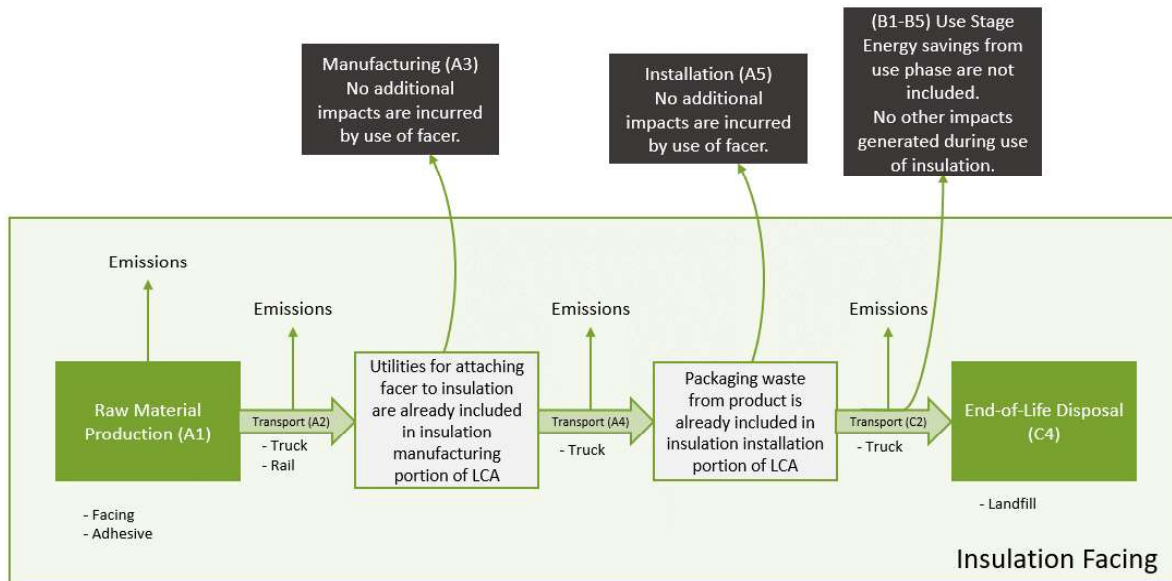 Manufacturing (A3)
No additional
impacts are incurred
by use of facer.
Installation (A5)
No additional
impacts are incurred
by use of facer.
(B1-B5) Use Stage
Energy savings from
use phase are not
included.
No other impacts
generated during use
of insulation.
Emissions
Emissions
Emissions
Emissions
Raw Material
Production (A1)
- Facing
- Adhesive
Transport (A2)
- Truck
- Rail
Utilities for attaching
facer to insulation
are already included
in insulation
manufacturing
portion of LCA
Transport (A4)
- Truck
Packaging waste
from product is
already included in
insulation installation
portion of LCA
Transport (C2)
- Truck
End-of-Life Disposal
(C4)
- Landfill
Insulation Facing